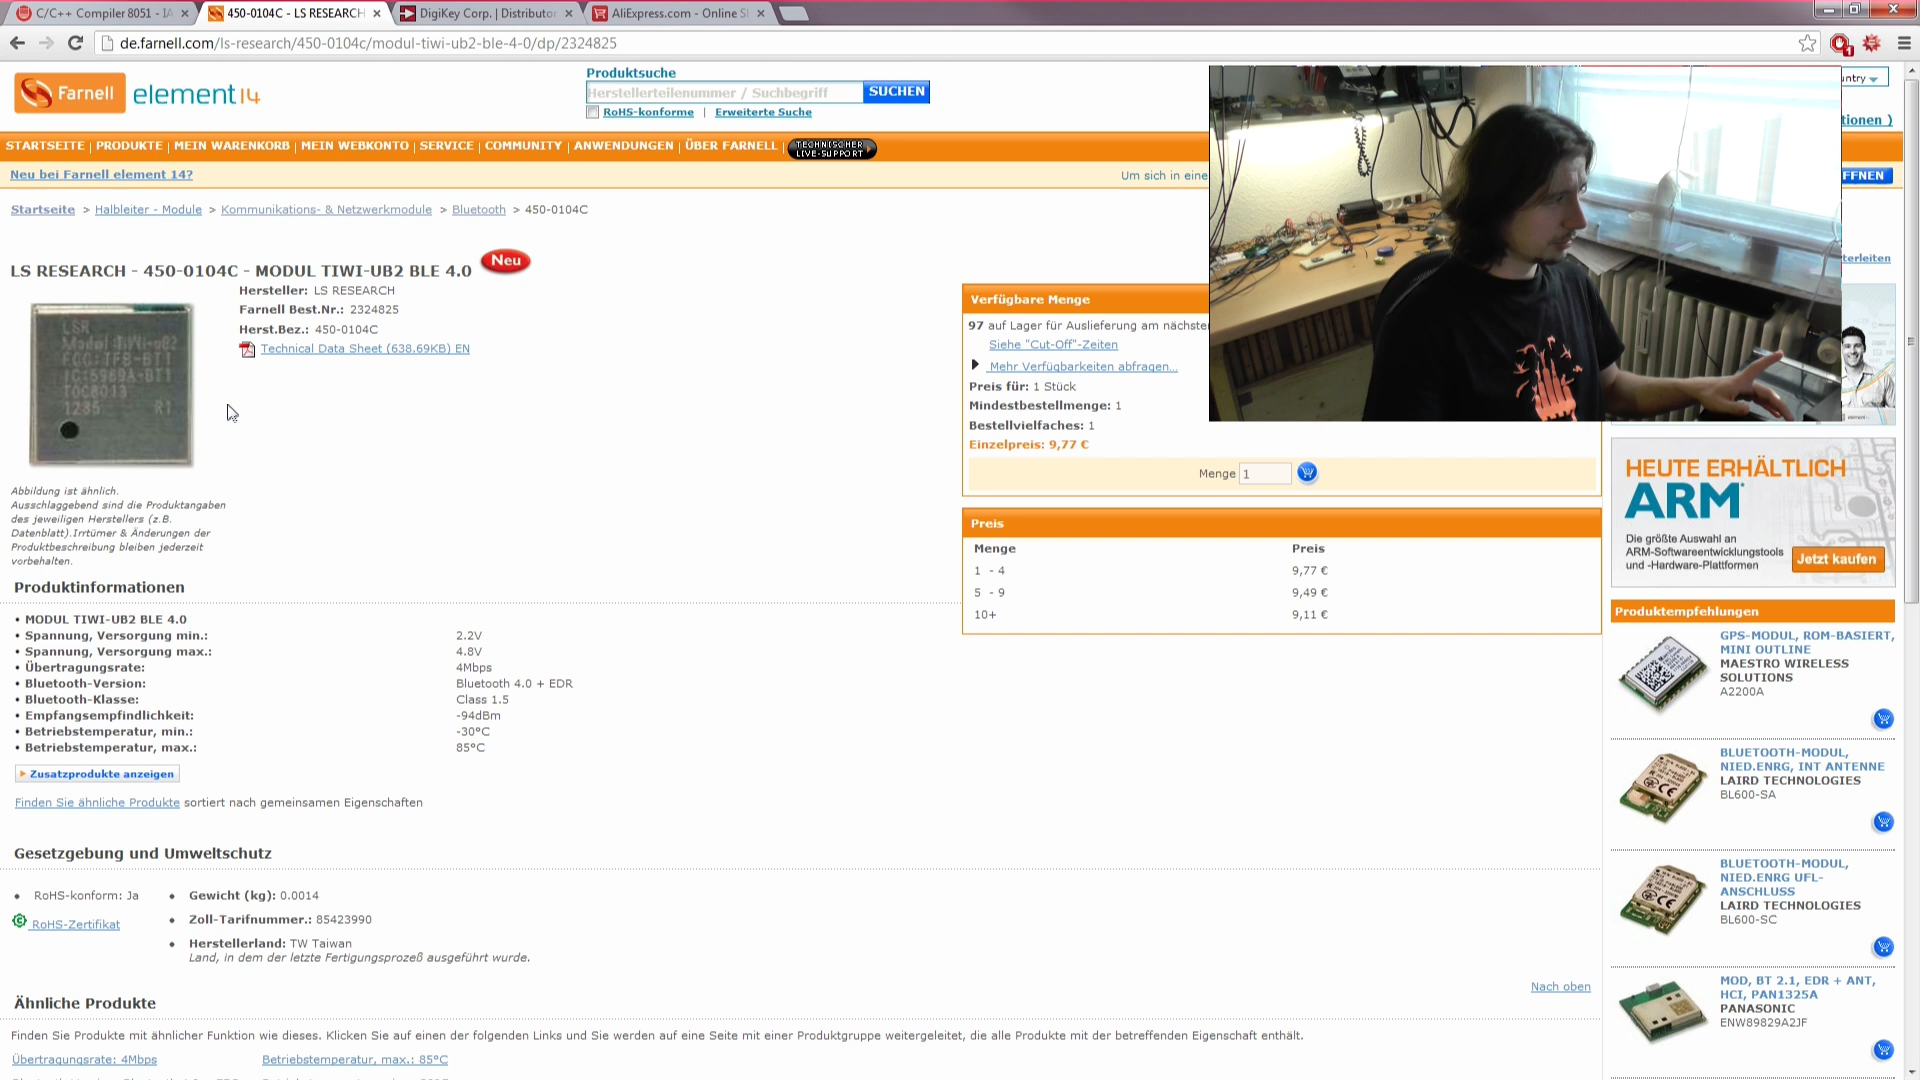 C/C++ Compiler 8051 - IA
450-0104C - LS RESEARCH
DigiKey Corp. | Distributor
AliExpress.com - Online S
de.farnell.com/ls-research/450-0104c/modul-tiwi-ub2-ble-4-0/dp/2324825
Farnell element14
Produktsuche
Herstellerteilenummer / Suchbegriff
SUCHEN
RoHS-konforme | Erweiterte Suche
untry
tionen )
STARTSEITE | PRODUKTE | MEIN WARENKORB | MEIN WEBKONTO | SERVICE | COMMUNITY | ANWENDUNGEN | ÜBER FARNELL |
TECHNISCHER
LIVE-SUPPORT
Neu bei Farnell element 14?
Um sich in eine
FFNEN
Startseite > Halbleiter - Module > Kommunikations- & Netzwerkmodule > Bluetooth > 450-0104C
terleiten
LS RESEARCH - 450-0104C - MODUL TIWI-UB2 BLE 4.0
Neu
Hersteller: LS RESEARCH
Farnell Best.Nr.: 2324825
Herst.Bez.: 450-0104C
Technical Data Sheet (638.69KB) EN
LSR
Model TiWi-uB2
FCC:TFB-BT1
IC:5969A-BT1
1235 R1
Abbildung ist ähnlich.
Ausschlaggebend sind die Produktangaben
des jeweiligen Herstellers (z.B.
Datenblatt).Irrtümer & Änderungen der
Produktbeschreibung bleiben jederzeit
vorbehalten.
Verfügbare Menge
97 auf Lager für Auslieferung am nächste
Siehe "Cut-Off"-Zeiten
Mehr Verfügbarkeiten abfragen...
Preis für: 1 Stück
Mindestbestellmenge: 1
Bestellvielfaches: 1
Einzelpreis: 9,77 €
Menge 1
Preis
Menge Preis
1 - 4 9,77 €
5 - 9 9,49 €
10+ 9,11 €
Produktinformationen
• MODUL TIWI-UB2 BLE 4.0
• Spannung, Versorgung min.: 2.2V
• Spannung, Versorgung max.: 4.8V
• Übertragungsrate: 4Mbps
• Bluetooth-Version: Bluetooth 4.0 + EDR
• Bluetooth-Klasse: Class 1.5
• Empfangsempfindlichkeit: -94dBm
• Betriebstemperatur, min.: -30°C
• Betriebstemperatur, max.: 85°C
Zusatzprodukte anzeigen
Finden Sie ähnliche Produkte sortiert nach gemeinsamen Eigenschaften
Gesetzgebung und Umweltschutz
• RoHS-konform: Ja
RoHS-Zertifikat
• Gewicht (kg): 0.0014
• Zoll-Tarifnummer.: 85423990
• Herstellerland: TW Taiwan
Land, in dem der letzte Fertigungsprozeß ausgeführt wurde.
Nach oben
Ähnliche Produkte
Finden Sie Produkte mit ähnlicher Funktion wie dieses. Klicken Sie auf einen der folgenden Links und Sie werden auf eine Seite mit einer Produktgruppe weitergeleitet, die alle Produkte mit der betreffenden Eigenschaft enthält.
Übertragungsrate: 4Mbps Betriebstemperatur, max.: 85°C
HEUTE ERHÄLTLICH
ARM
Die größte Auswahl an
ARM-Softwareentwicklungstools
und -Hardware-Plattformen
Jetzt kaufen
Produktempfehlungen
GPS-MODUL, ROM-BASIERT,
MINI OUTLINE
MAESTRO WIRELESS
SOLUTIONS
A2200A
BLUETOOTH-MODUL,
NIED.ENRG, INT ANTENNE
LAIRD TECHNOLOGIES
BL600-SA
BLUETOOTH-MODUL,
NIED.ENRG UFL-
ANSCHLUSS
LAIRD TECHNOLOGIES
BL600-SC
MOD, BT 2.1, EDR + ANT,
HCI, PAN1325A
PANASONIC
ENW89829A2JF